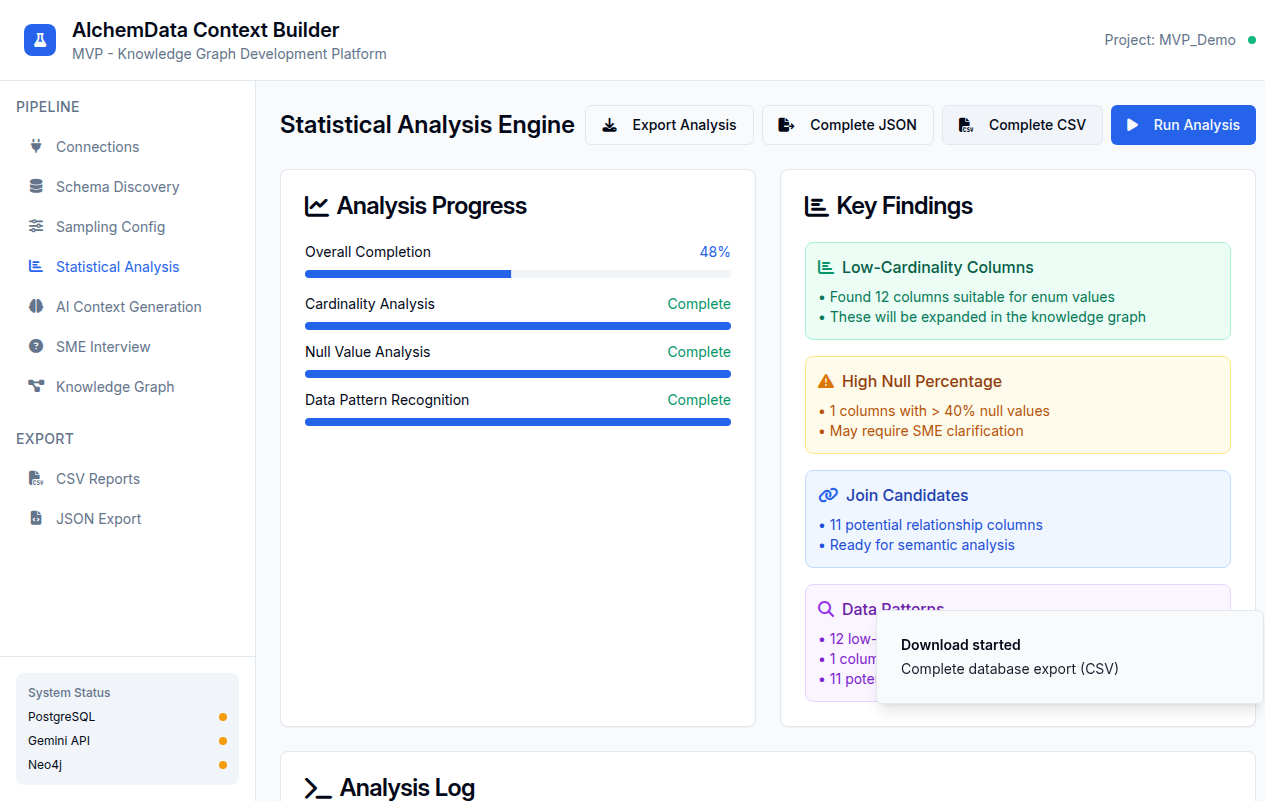 AlchemData Context Builder
MVP - Knowledge Graph Development Platform
Project: MVP_Demo
PIPELINE
Connections
Schema Discovery
Sampling Config
Statistical Analysis
AI Context Generation
SME Interview
Knowledge Graph
EXPORT
CSV Reports
JSON Export
System Status
PostgreSQL
Gemini API
Neo4j
Statistical Analysis Engine
Export Analysis
Complete JSON
Complete CSV
Run Analysis
Analysis Progress
Overall Completion 48%
Cardinality Analysis Complete
Null Value Analysis Complete
Data Pattern Recognition Complete
Key Findings
Low-Cardinality Columns
• Found 12 columns suitable for enum values
• These will be expanded in the knowledge graph
High Null Percentage
• 1 columns with > 40% null values
• May require SME clarification
Join Candidates
• 11 potential relationship columns
• Ready for semantic analysis
Data Patterns
• 12 low-
• 1 colum
• 11 pote
Download started
Complete database export (CSV)
Analysis Log